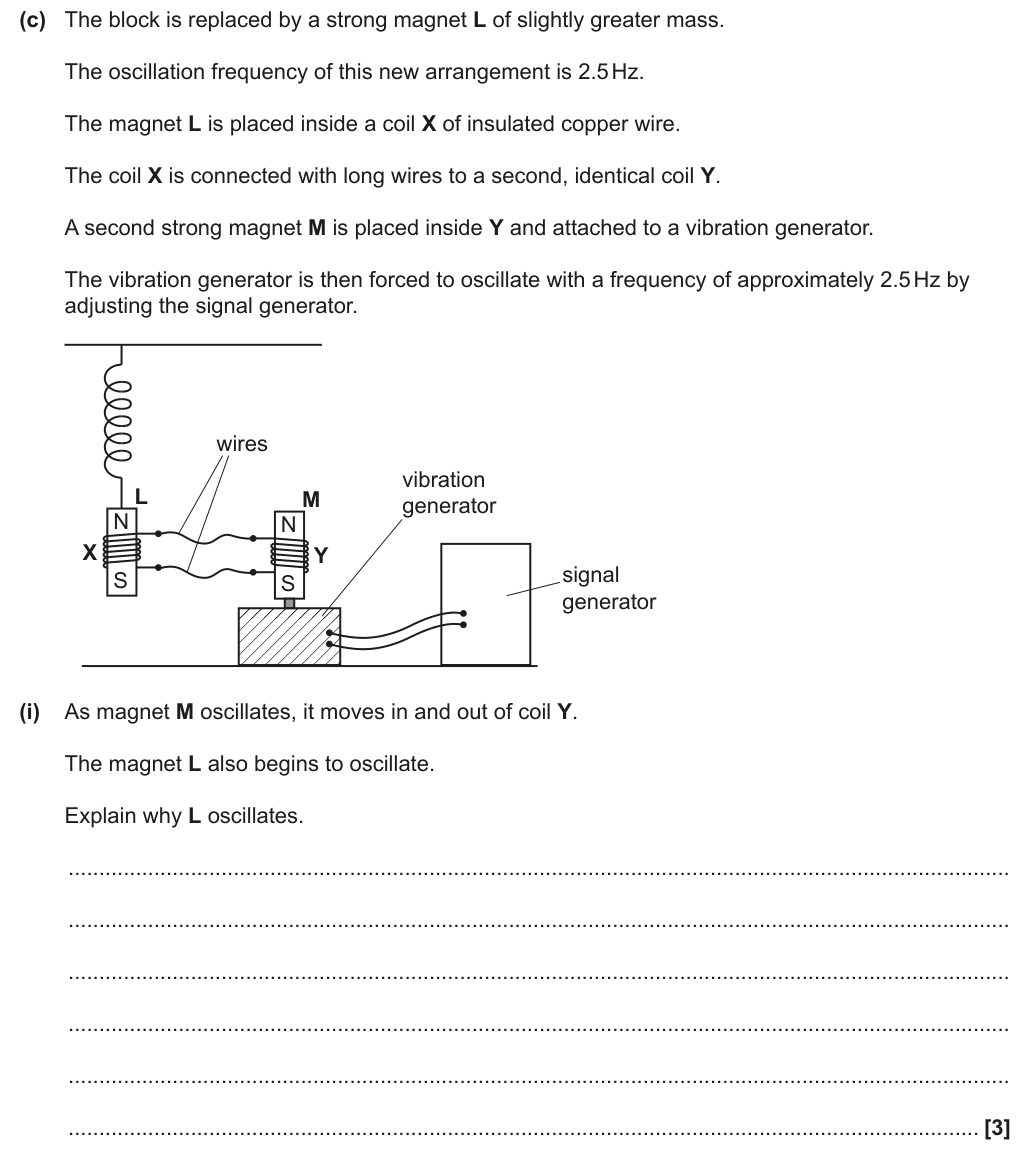 (c) The block is replaced by a strong magnet L of slightly greater mass.
The oscillation frequency of this new arrangement is 2.5 Hz.
The magnet L is placed inside a coil X of insulated copper wire.
The coil X is connected with long wires to a second, identical coil Y.
A second strong magnet M is placed inside Y and attached to a vibration generator.
The vibration generator is then forced to oscillate with a frequency of approximately 2.5 Hz by
adjusting the signal generator.
wires
vibration
generator
L
M
N
N
X
Y
S
S
signal
generator
(i) As magnet M oscillates, it moves in and out of coil Y.
The magnet L also begins to oscillate.
Explain why L oscillates.
[3]